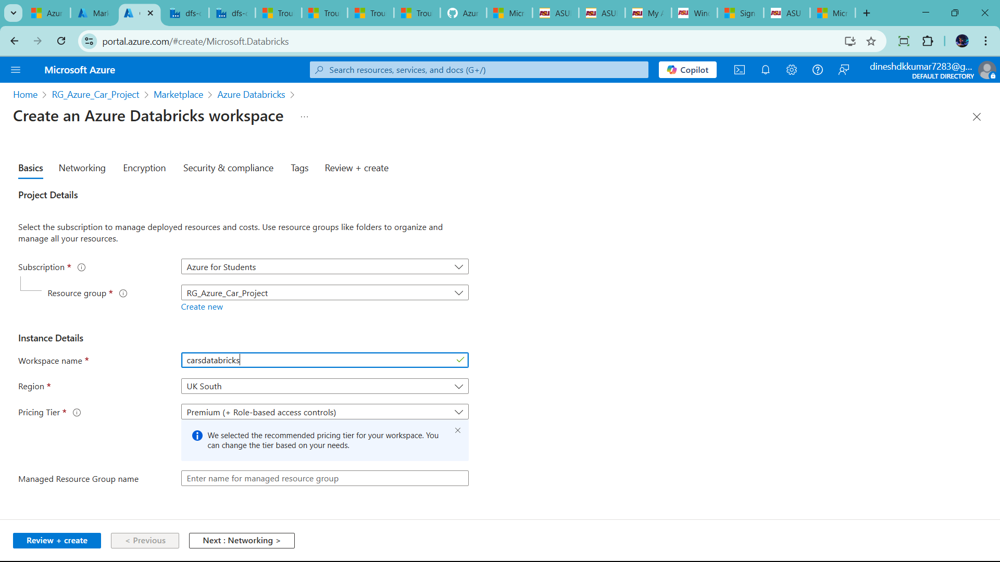 Azur
Mark
dfs-c
dfs-c
Trou
Trou
Trou
Trou
Azur
Micr
ASU
ASU
My A
Wind
Sign
ASU
Micr
portal.azure.com/#create/Microsoft.Databricks
Microsoft Azure
Search resources, services, and docs (G+/)
Copilot
dineshdkkumar7283@g...
DEFAULT DIRECTORY
Home > RG_Azure_Car_Project > Marketplace > Azure Databricks >
Create an Azure Databricks workspace ...
Basics Networking Encryption Security & compliance Tags Review + create
Project Details
Select the subscription to manage deployed resources and costs. Use resource groups like folders to organize and
manage all your resources.
Subscription *
Azure for Students
Resource group *
RG_Azure_Car_Project
Create new
Instance Details
Workspace name *
carsdatabricks
Region *
UK South
Pricing Tier *
Premium (+ Role-based access controls)
We selected the recommended pricing tier for your workspace. You
can change the tier based on your needs.
Managed Resource Group name
Enter name for managed resource group
Review + create
< Previous
Next : Networking >